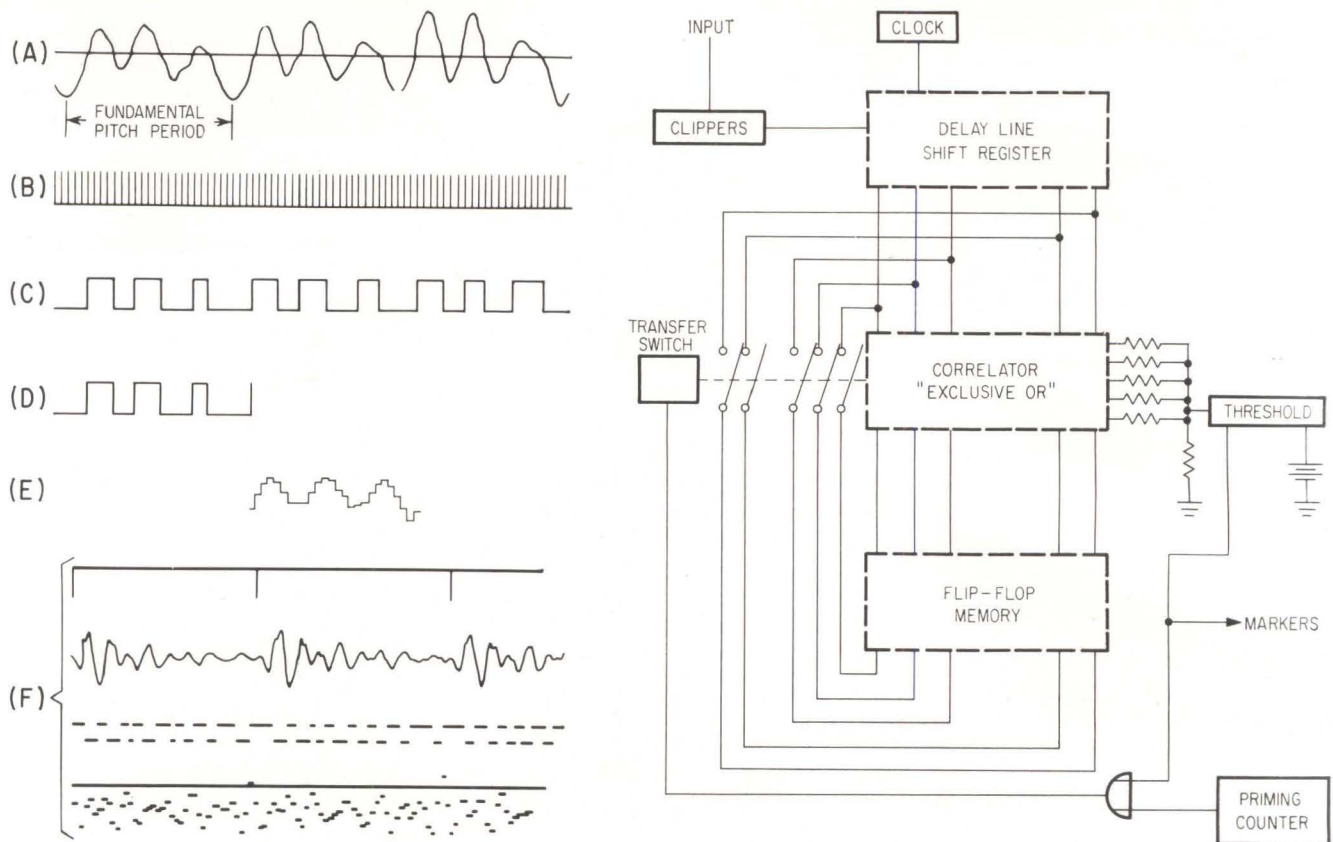 (A)
FUNDAMENTAL
PITCH PERIOD
(B)
(C)
(D)
(E)
(F)
INPUT
CLOCK
CLIPPERS
DELAY LINE
SHIFT REGISTER
TRANSFER
SWITCH
CORRELATOR
"EXCLUSIVE OR"
THRESHOLD
FLIP-FLOP
MEMORY
MARKERS
PRIMING
COUNTER